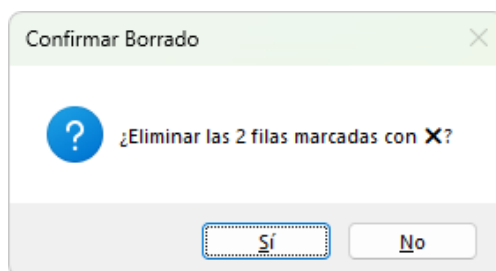 Confirmar Borrado
¿Eliminar las 2 filas marcadas con ❌?
Sí
No